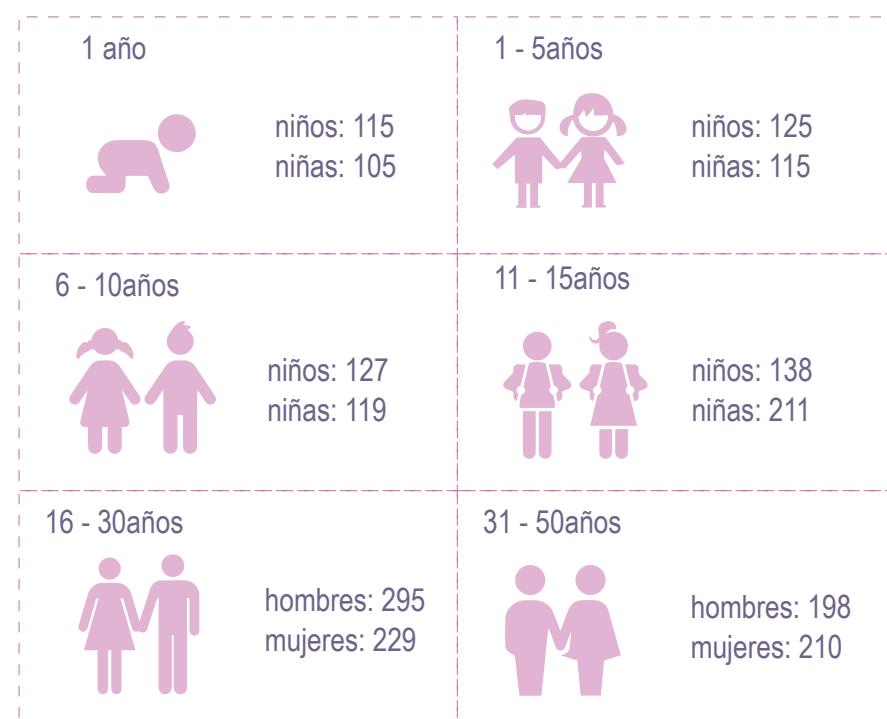 1 año
niños: 115
niñas: 105
1 - 5años
niños: 125
niñas: 115
6 - 10años
niños: 127
niñas: 119
11 - 15años
niños: 138
niñas: 211
16 - 30años
hombres: 295
mujeres: 229
31 - 50años
hombres: 198
mujeres: 210